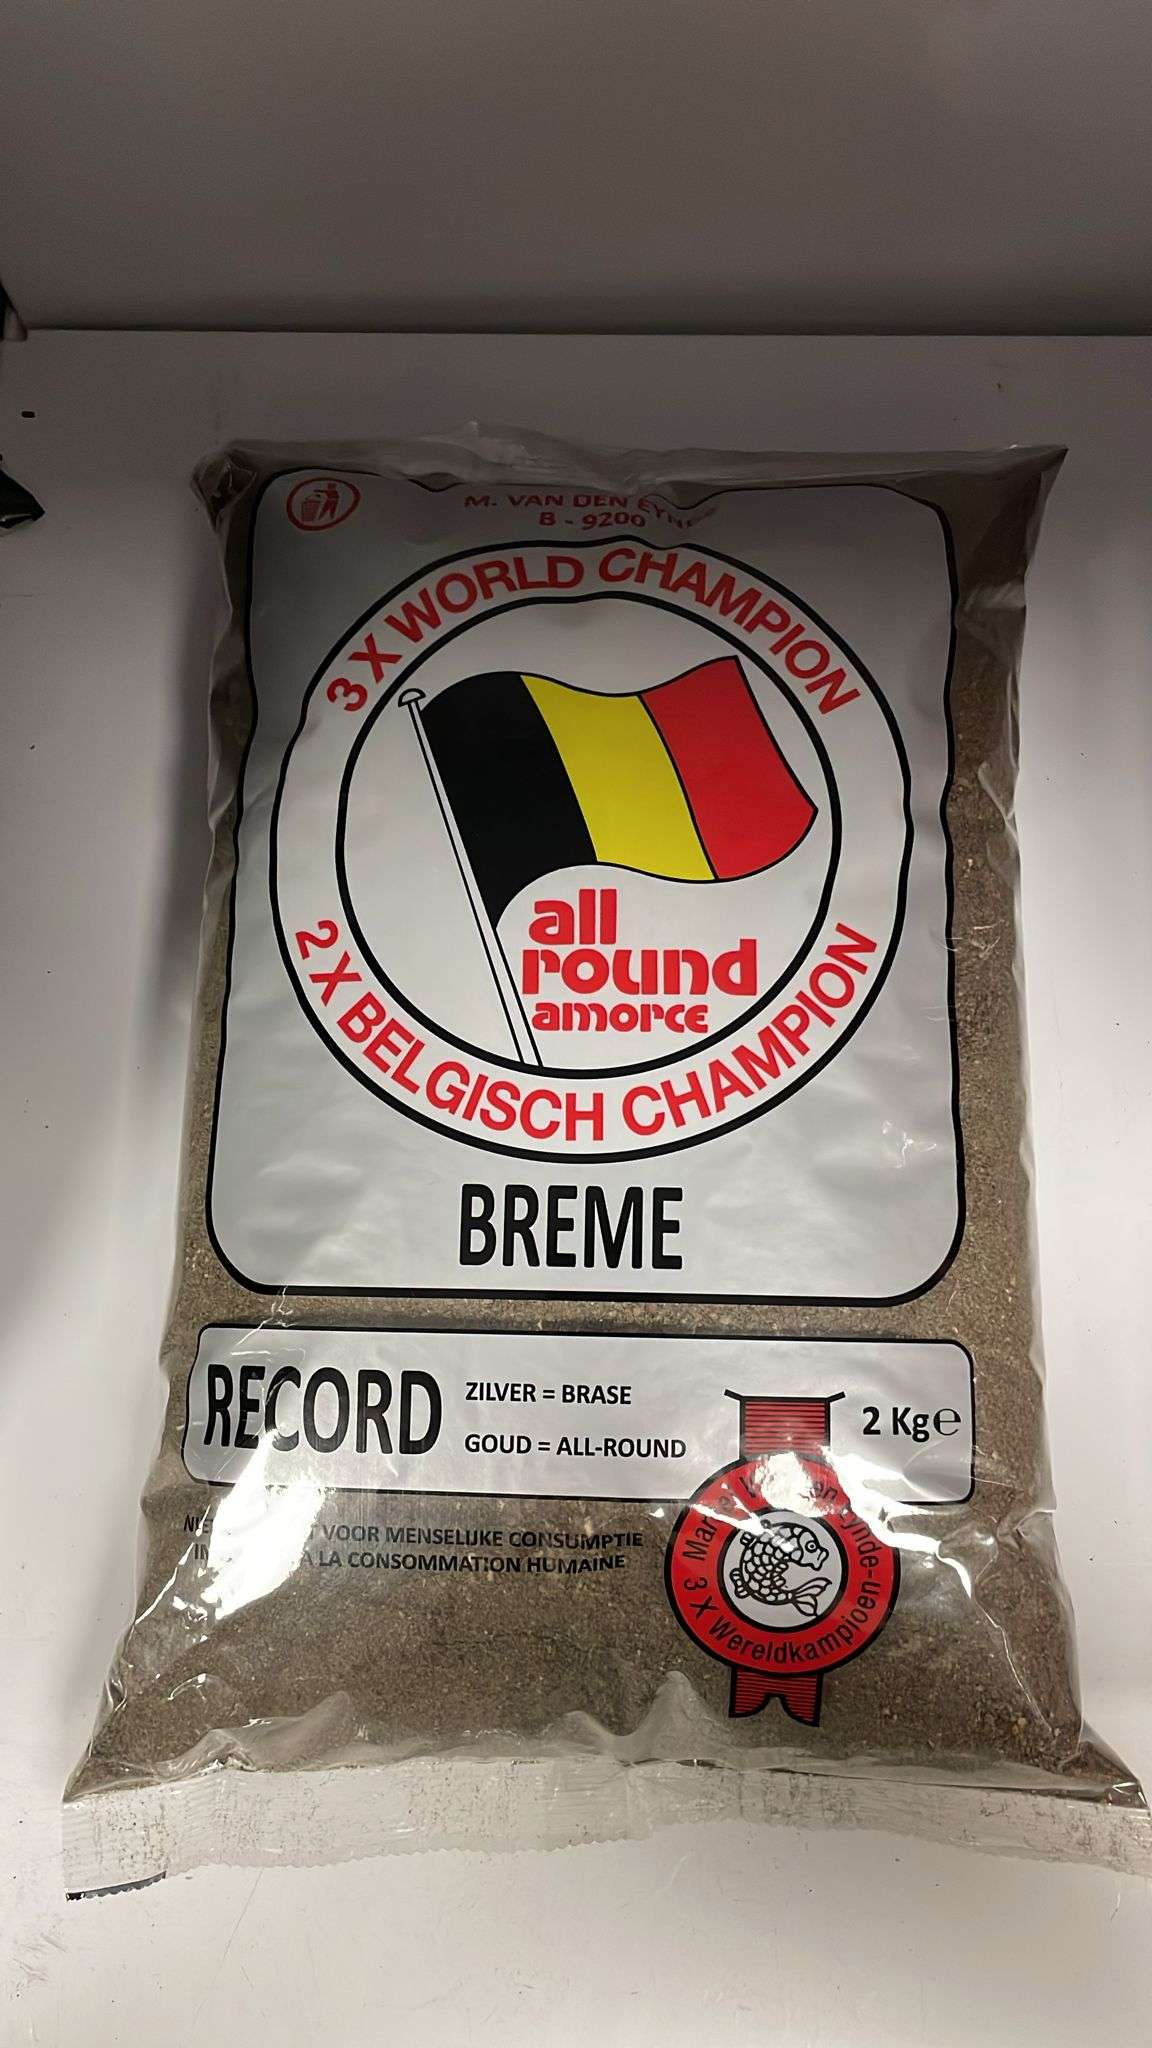 M. VAN DEN
B - 9200
3 X WORLD CHAMPION
all
round
amorce
2 X BELGISCH CHAMPION
BREME
RECORD
ZILVER = BRASE
GOUD = ALL-ROUND
2 Kg℮
VOOR MENSELIJKE CONSUMPTIE
A LA CONSOMMATION HUMAINE
3 X Wereldkampioen-